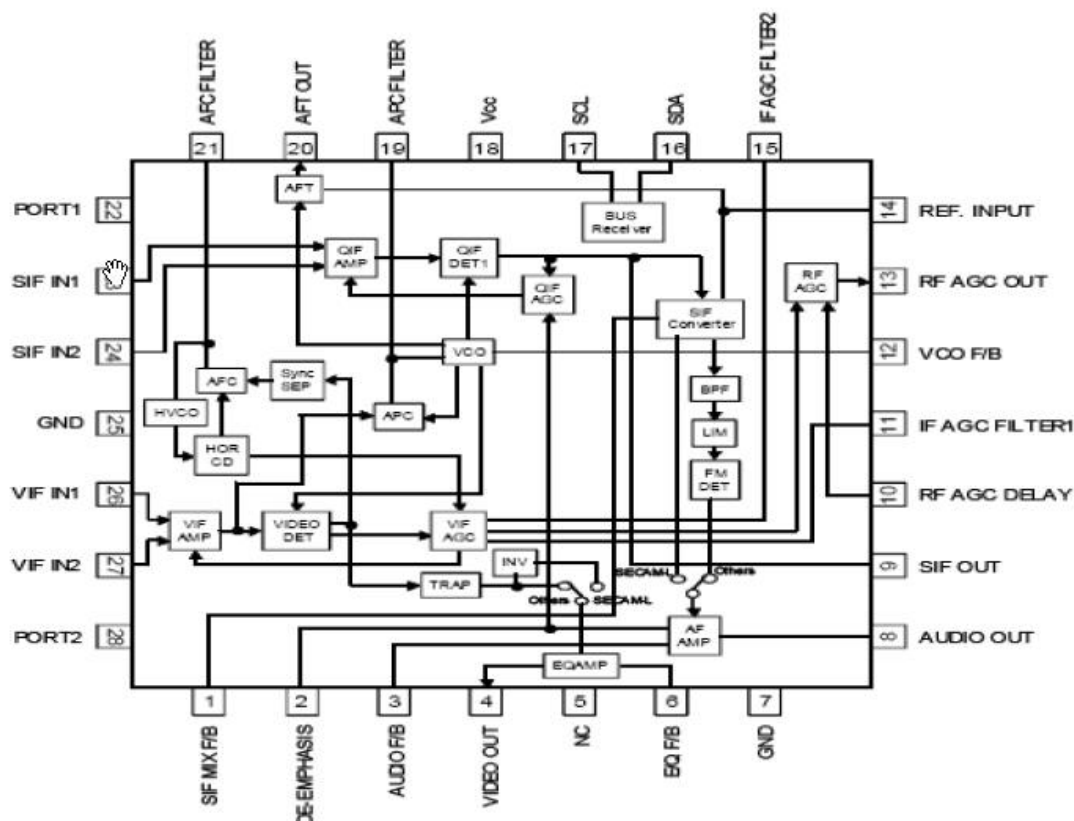 AFC FILTER
AFT OUT
APC FILTER
Vcc
SCL
SDA
IF AGC FILTER2
21
20
19
18
17
16
15
PORT1
22
AFT
BUS
Receiver
14
REF. INPUT
SIF IN1
QIF
AMP
QIF
DET1
QIF
AGC
RF
AGC
13
RF AGC OUT
SIF
Converter
SIF IN2
24
VCO
12
VCO F/B
AFC
Sync
SEP
BPF
GND
25
HVCO
APC
LIM
11
IF AGC FILTER1
HOR
CD
FM
DET
VIF IN1
26
10
RF AGC DELAY
VIF
AMP
VIDEO
DET
VIF
AGC
VIF IN2
27
INV
SECAM-L
Others
9
SIF OUT
TRAP
Others
SECAM-L
PORT2
28
AF
AMP
8
AUDIO OUT
EQAMP
1
2
3
4
5
6
7
SIF MIX F/B
DE-EMPHASIS
AUDIO F/B
VIDEO OUT
NC
E/Q F/B
GND